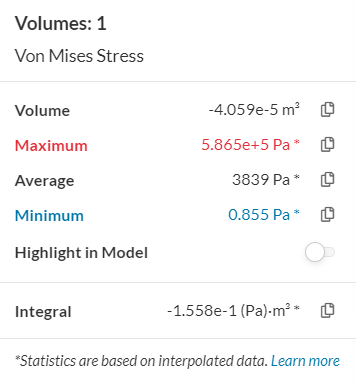 Volumes: 1
Von Mises Stress
Volume -4.059e-5 m³
Maximum 5.865e+5 Pa *
Average 3839 Pa *
Minimum 0.855 Pa *
Highlight in Model
Integral -1.558e-1 (Pa)·m³ *
*Statistics are based on interpolated data. Learn more